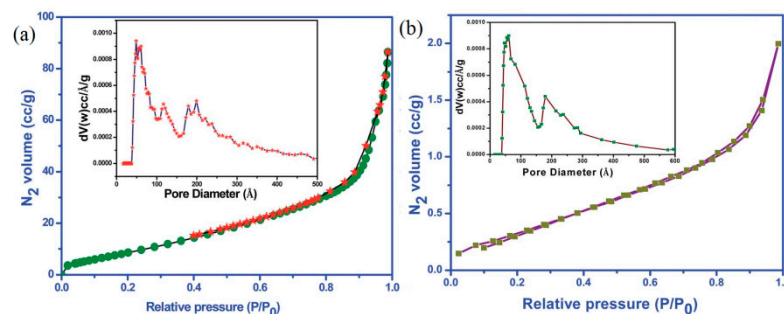 (a)
N2 volume (cc/g)
100
80
60
40
20
0
0.0 0.2 0.4 0.6 0.8 1.0
Relative pressure (P/P0)
dV(w)cc/Å/g
0.0010
0.0008
0.0006
0.0004
0.0002
0.0000
0 100 200 300 400 500
Pore Diameter (Å)
(b)
N2 volume (cc/g)
2.0
1.5
1.0
0.5
0.0
0.0 0.2 0.4 0.6 0.8 1.0
Relative pressure (P/P0)
dV(w)cc/Å/g
0.0010
0.0008
0.0006
0.0004
0.0002
0.0000
0 100 200 300 400 500 600
Pore Diameter (Å)